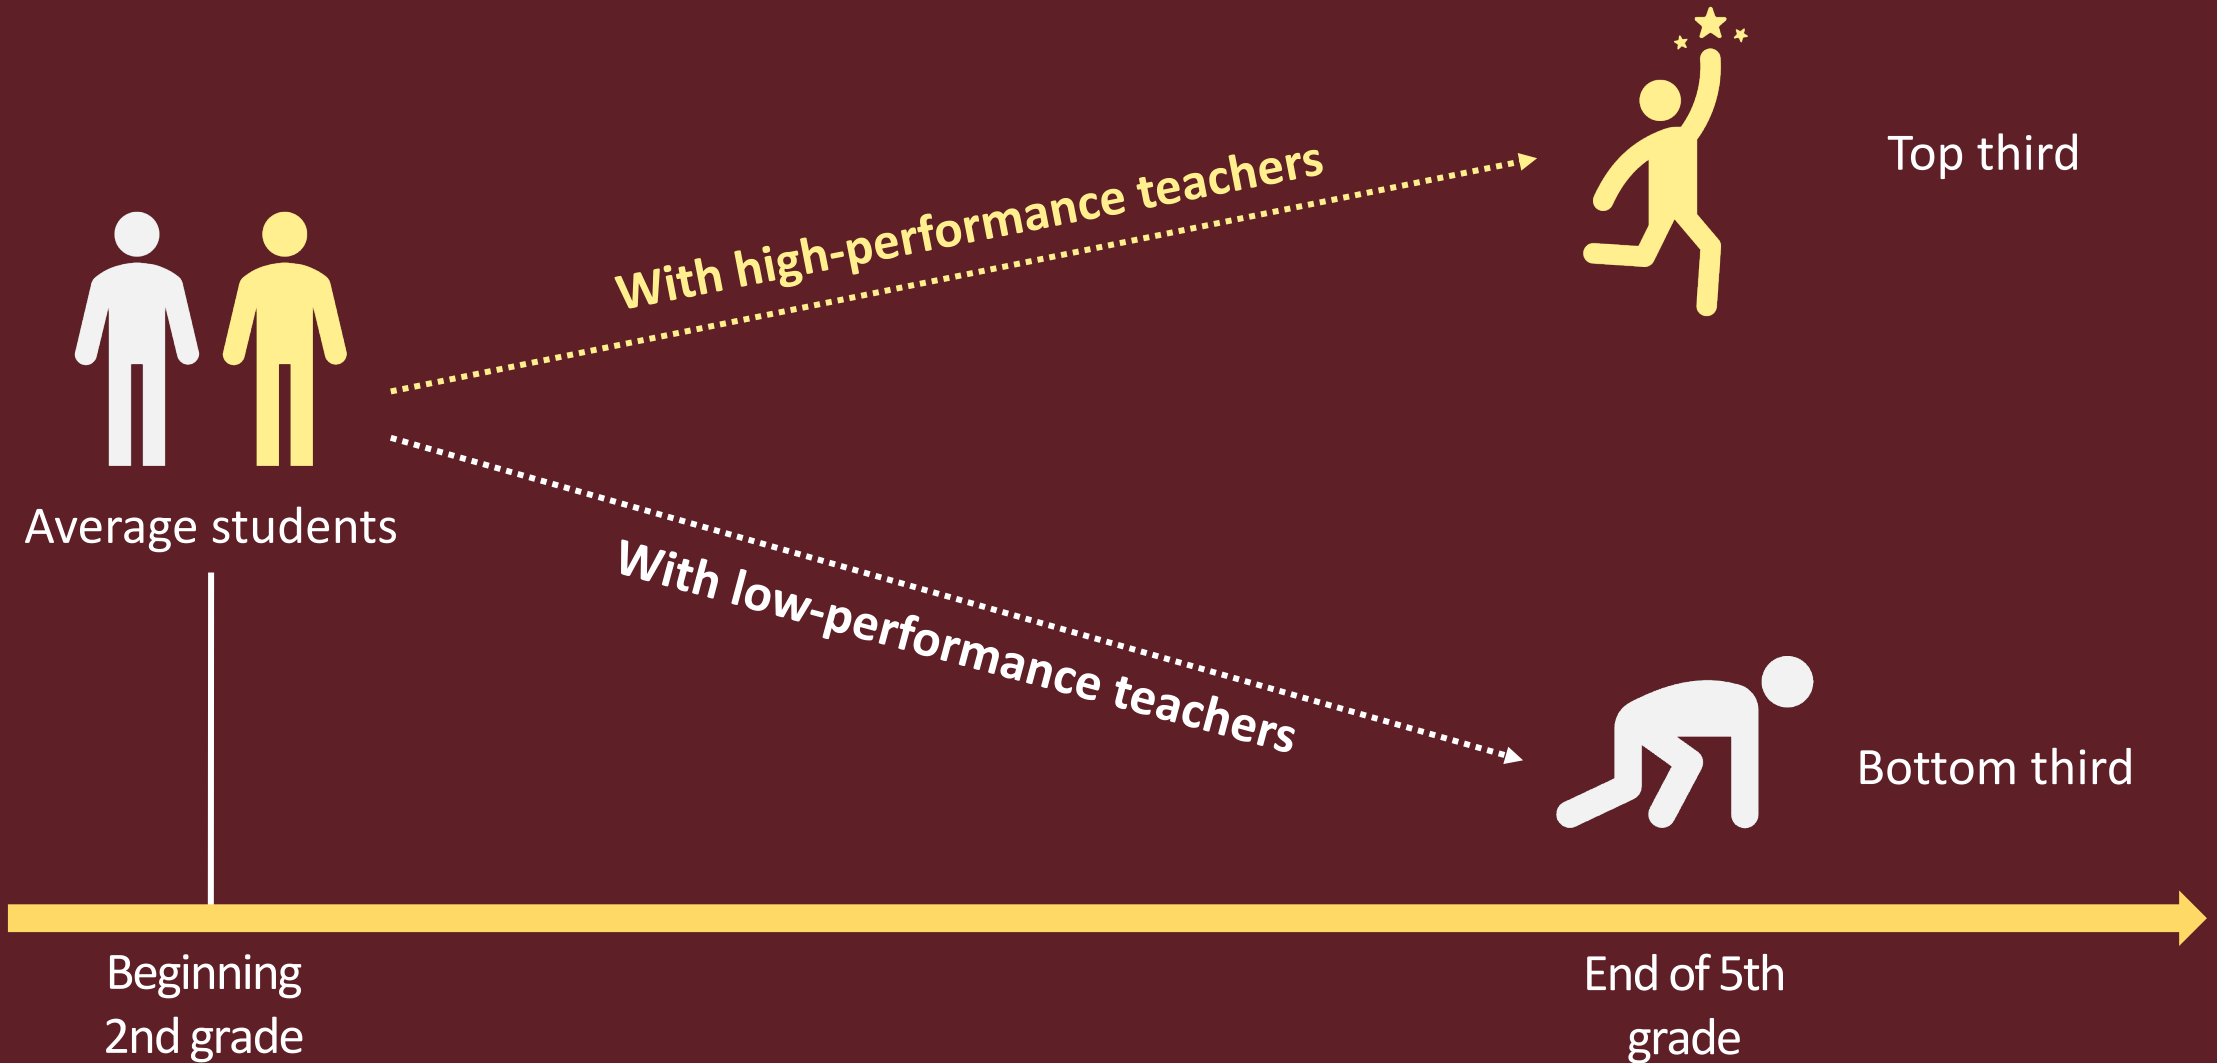 Top third
With high-performance teachers
Average students
With low-performance teachers
Bottom third
Beginning
2nd grade
End of 5th
grade